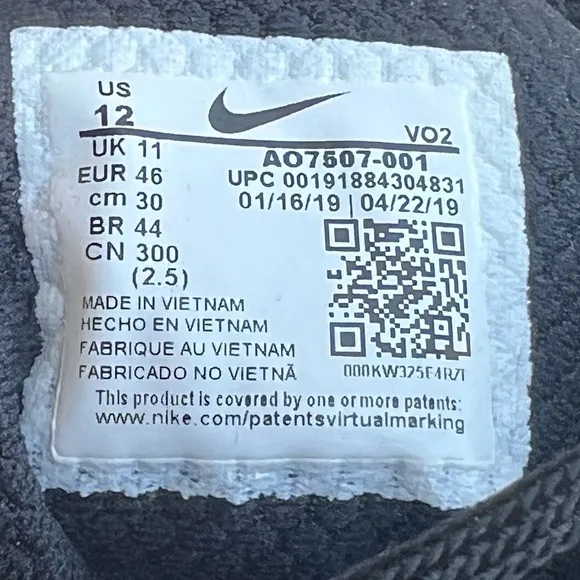 US
12
VO2
UK 11
AO7507-001
EUR 46
UPC 00191884304831
cm 30
01/16/19 | 04/22/19
BR 44
CN 300
(2.5)
MADE IN VIETNAM
HECHO EN VIETNAM
FABRIQUE AU VIETNAM
FABRICADO NO VIETNÃ
This product is covered by one or more patents:
www.nike.com/patentsvirtualmarking